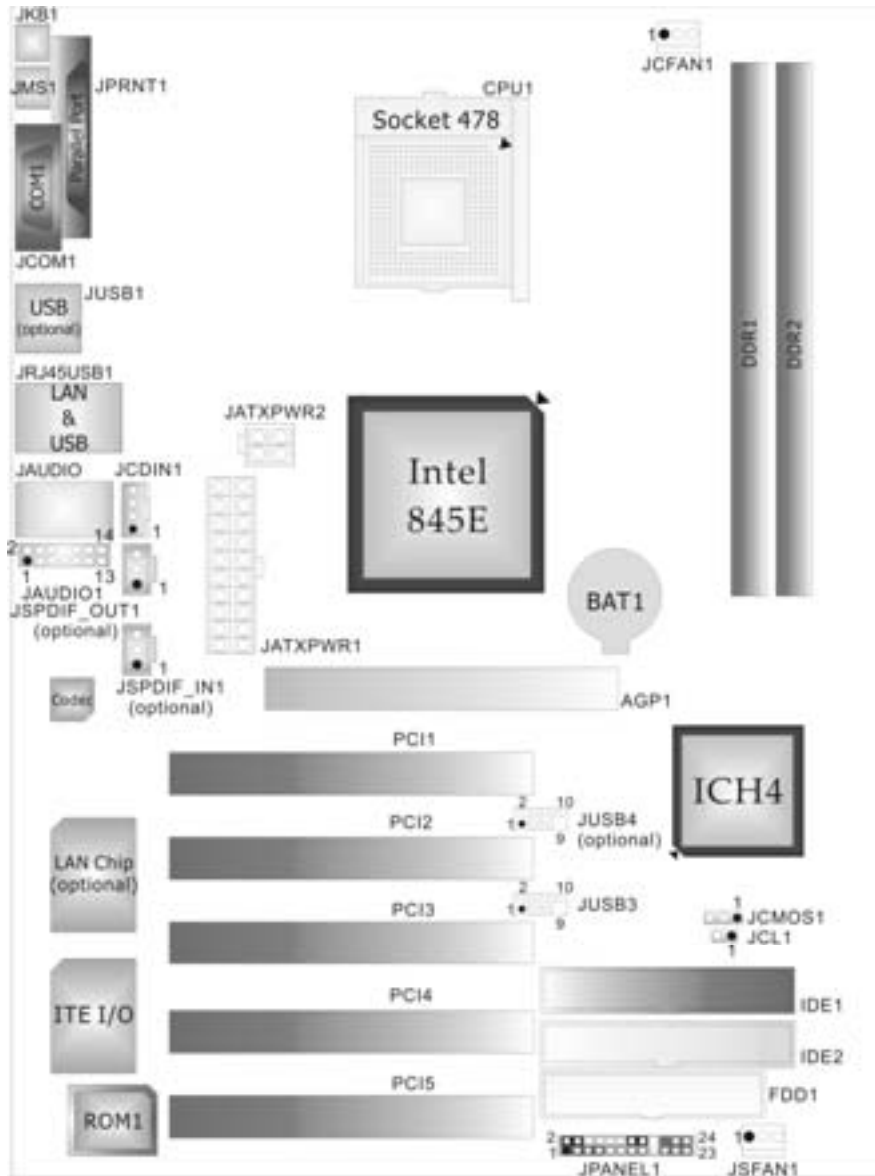 JKB1
1
JCFAN1
JMS1
JPRNT1
Parallel Port
CPU1
Socket 478
COM1
JCOM1
JUSB1
USB
(optional)
DDR1
DDR2
JRJ45USB1
LAN
&
USB
JATXPWR2
Intel
845E
JAUDIO
JCDIN1
1
2
14
1
13
1
JAUDIO1
JSPDIF_OUT1
(optional)
BAT1
JATXPWR1
1
JSPDIF_IN1
(optional)
Codec
AGP1
PCI1
ICH4
2
10
1
9
JUSB4
(optional)
PCI2
LAN Chip
(optional)
2
10
1
9
JUSB3
PCI3
1
JCMOS1
JCL1
1
ITE I/O
PCI4
IDE1
IDE2
PCI5
FDD1
ROM1
2
24
1
23
JPANEL1
1
JSFAN1